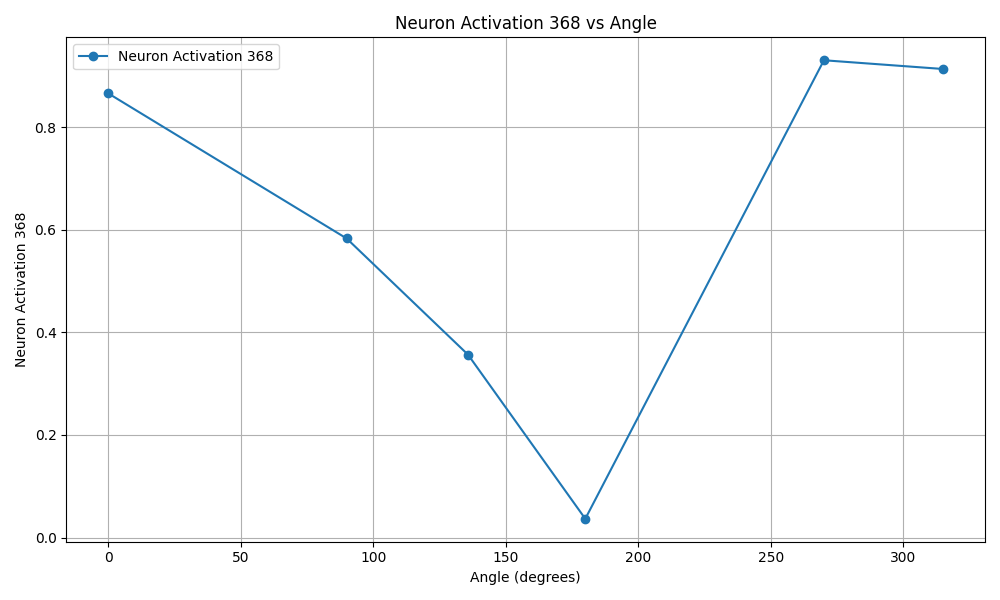 Neuron Activation 368 vs Angle
Neuron Activation 368
Neuron Activation 368
0.8
0.6
0.4
0.2
0.0
0 50 100 150 200 250 300
Angle (degrees)